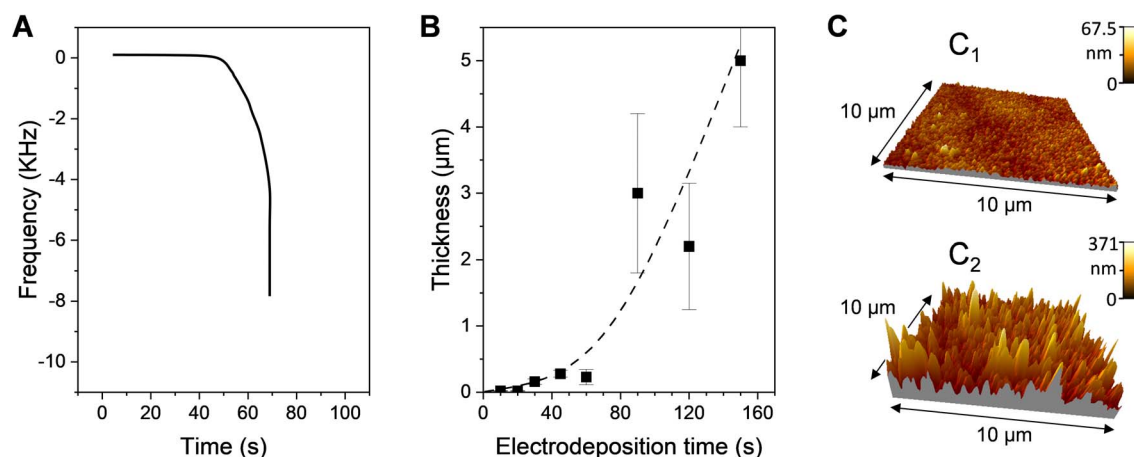 A
Frequency (KHz)
0
-2
-4
-6
-8
-10
0 20 40 60 80 100
Time (s)
B
Thickness (µm)
5
4
3
2
1
0
0 40 80 120 160
Electrodeposition time (s)
C
C1
67.5
nm
0
10 µm
10 µm
C2
371
nm
0
10 µm
10 µm